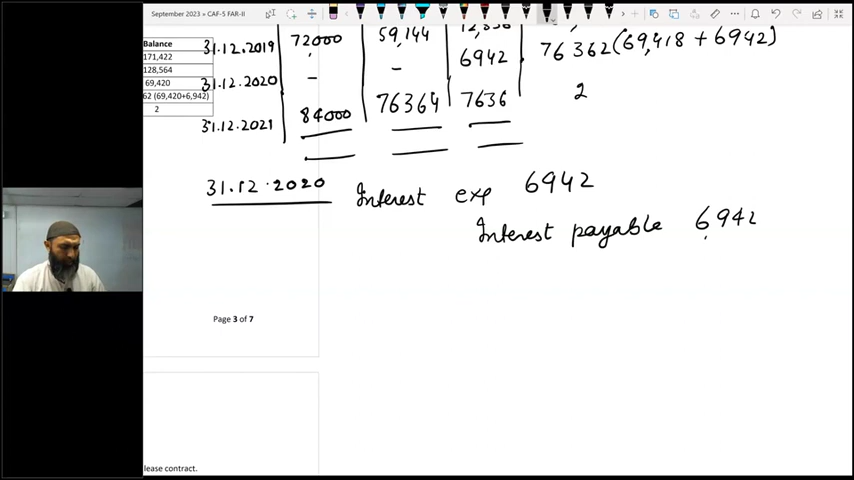 September 2023 » CAF-5 FAR-II
Balance
171,422
128,564
69,420
62 (69,420+6,942)
2
31.12.2019 72000 59,144 12,856
31.12.2020 - - 6942 76362 (69,418 + 6942)
31.12.2021 84000 76364 7636 2
31.12.2020 Interest exp 6942
Interest payable 6942
Page 3 of 7
lease contract.